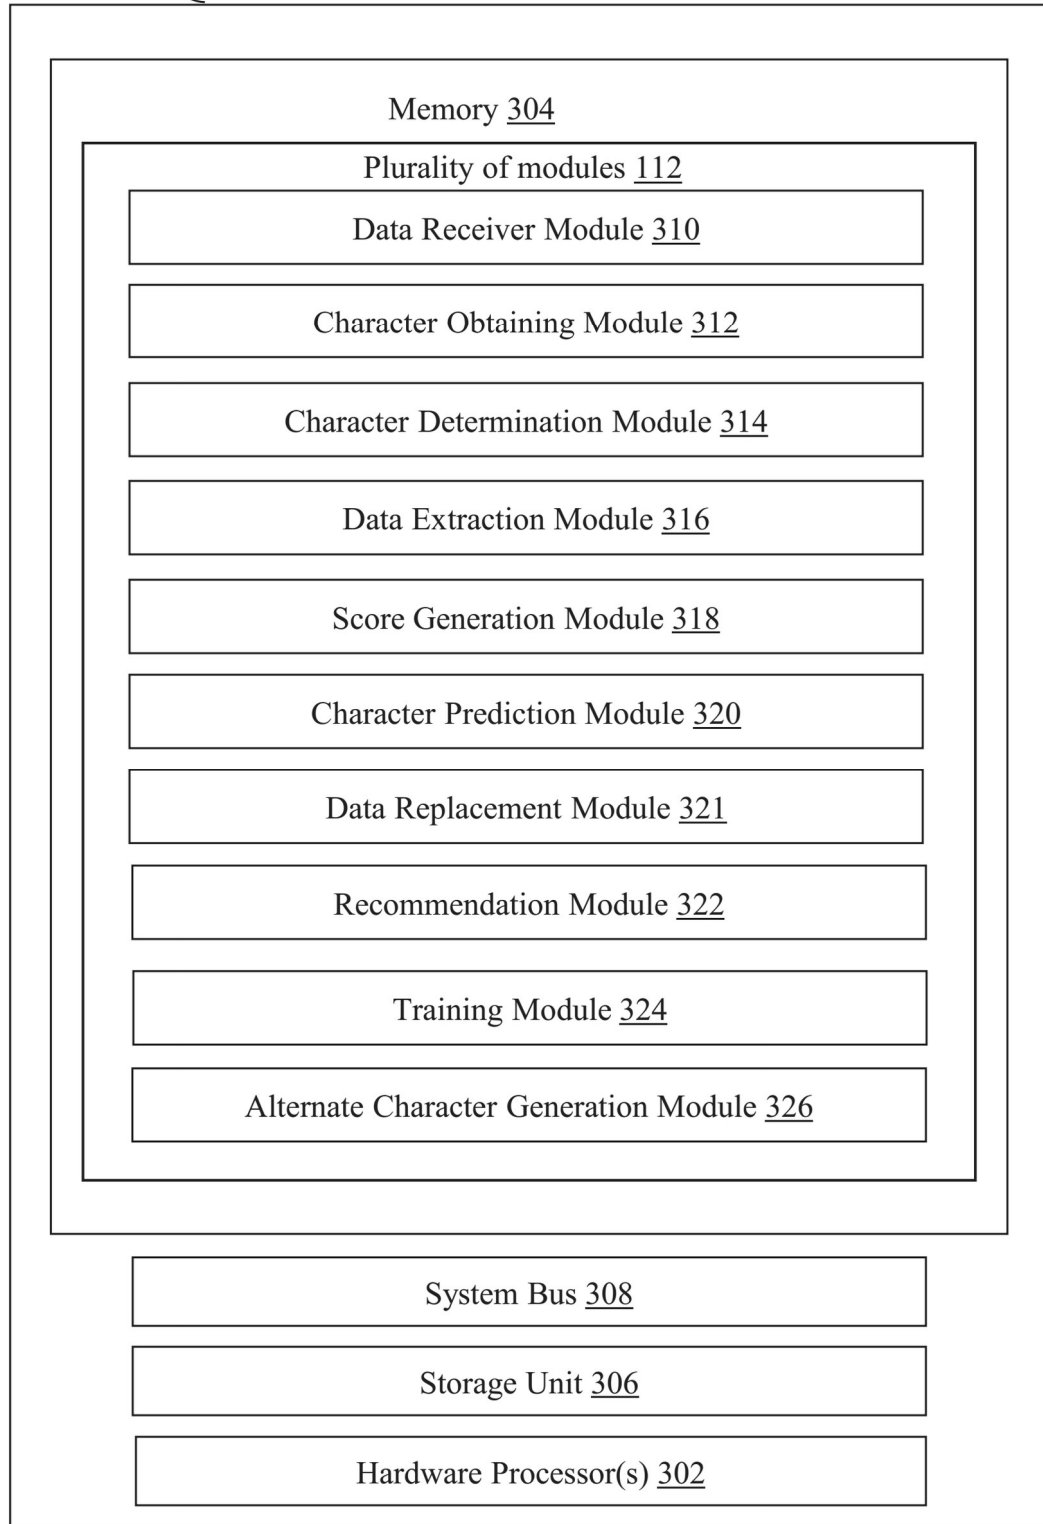 Memory 304
Plurality of modules 112
Data Receiver Module 310
Character Obtaining Module 312
Character Determination Module 314
Data Extraction Module 316
Score Generation Module 318
Character Prediction Module 320
Data Replacement Module 321
Recommendation Module 322
Training Module 324
Alternate Character Generation Module 326
System Bus 308
Storage Unit 306
Hardware Processor(s) 302